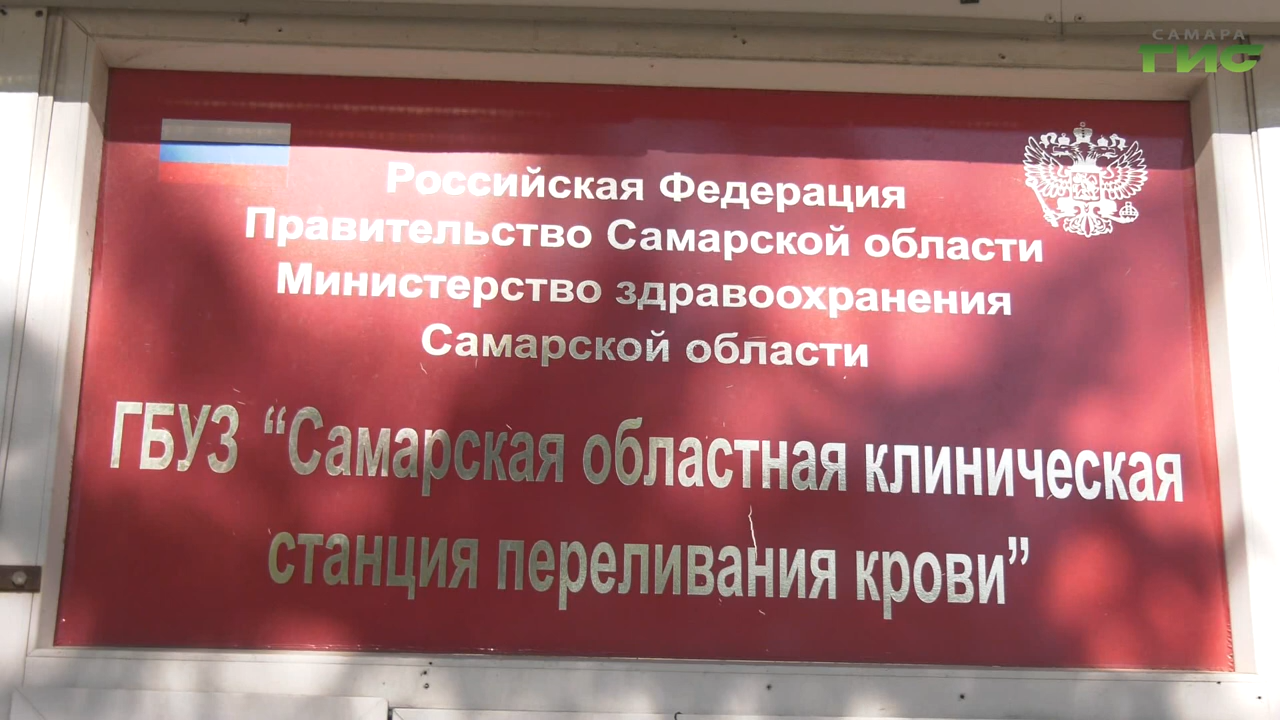 САМАРА
ГИС
Российская Федерация
Правительство Самарской области
Министерство здравоохранения
Самарской области
ГБУЗ “Самарская областная клиническая
станция переливания крови”